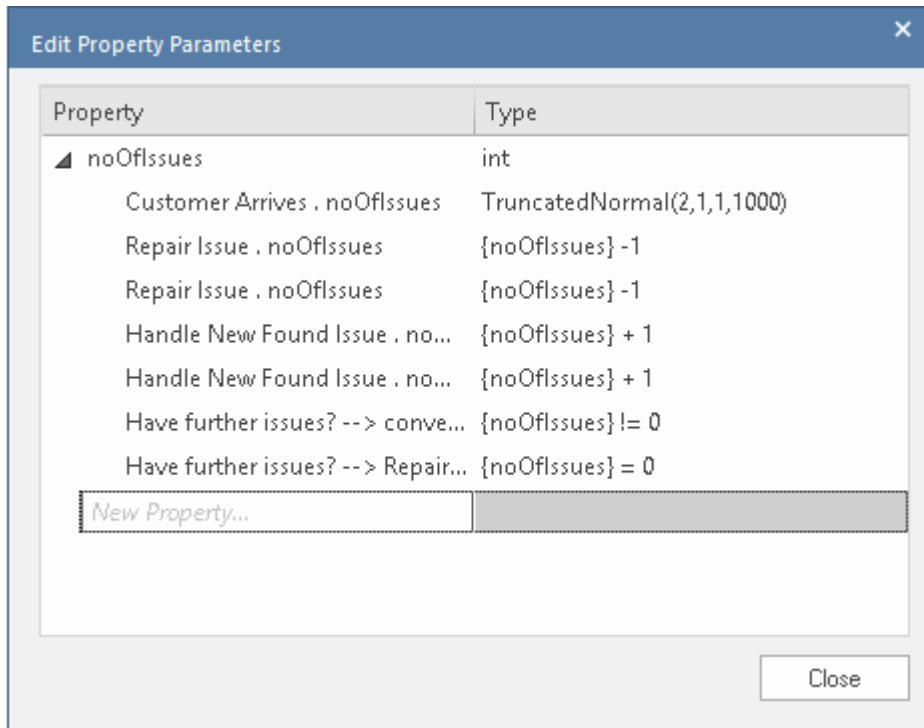 Edit Property Parameters
Property Type
noOfIssues int
Customer Arrives . noOfIssues TruncatedNormal(2,1,1,1000)
Repair Issue . noOfIssues {noOfIssues} -1
Repair Issue . noOfIssues {noOfIssues} -1
Handle New Found Issue . no... {noOfIssues} + 1
Handle New Found Issue . no... {noOfIssues} + 1
Have further issues? --> conve... {noOfIssues} != 0
Have further issues? --> Repair... {noOfIssues} = 0
New Property...
Close